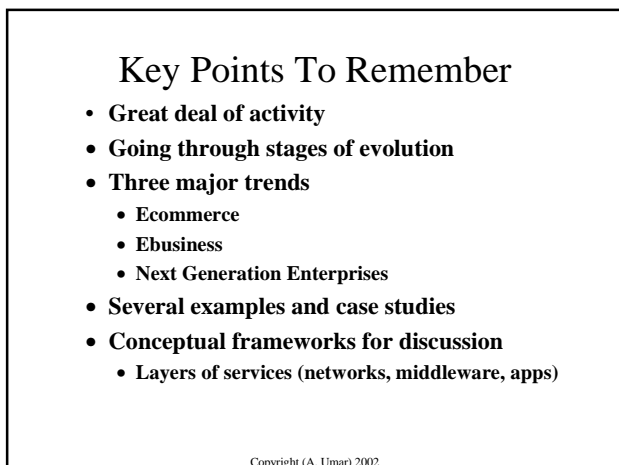 Key Points To Remember
• Great deal of activity
• Going through stages of evolution
• Three major trends
• Ecommerce
• Ebusiness
• Next Generation Enterprises
• Several examples and case studies
• Conceptual frameworks for discussion
• Layers of services (networks, middleware, apps)
Copyright (A. Umar) 2002